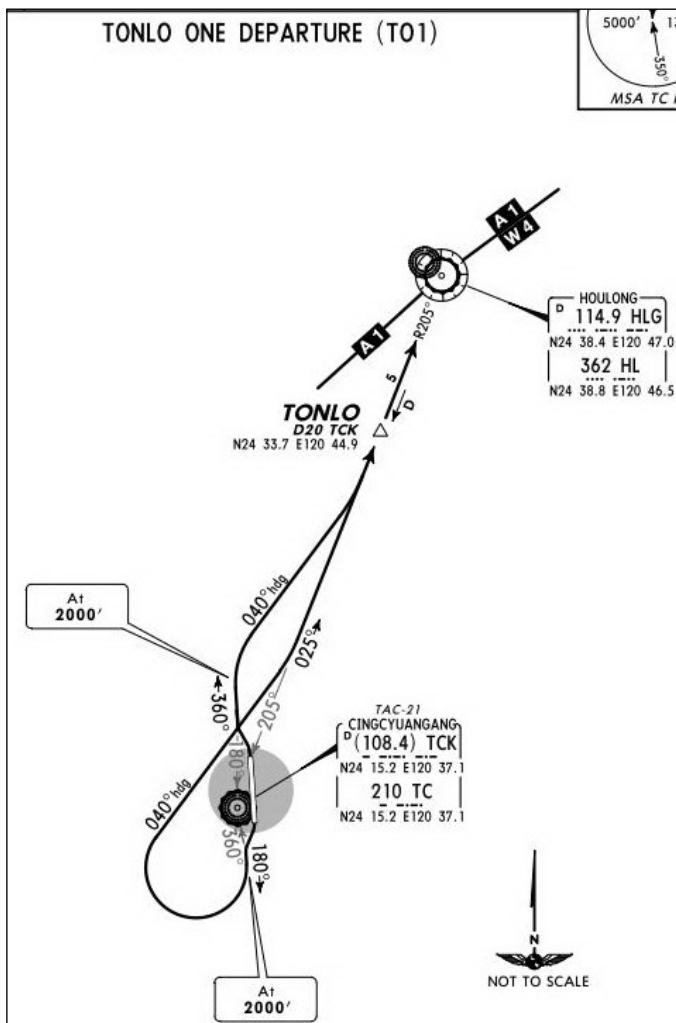 TONLO ONE DEPARTURE (TO1)
5000'
350°
MSA TC
A 1
W 4
A 1
R205°
HOULONG
D 114.9 HLG
N24 38.4 E120 47.0
362 HL
N24 38.8 E120 46.5
5
D
TONLO
D20 TCK
N24 33.7 E120 44.9
040°hdg
At
2000'
025°
360°
205°
TAC-21
CINGCYUANGANG
D (108.4) TCK
N24 15.2 E120 37.1
210 TC
N24 15.2 E120 37.1
180°
040°hdg
360°
180°
At
2000'
N
NOT TO SCALE